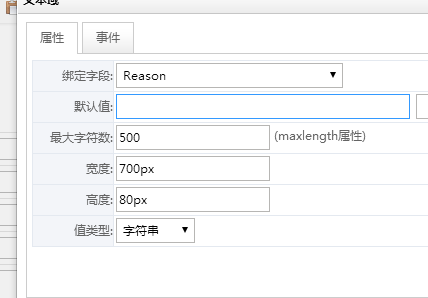 文本域
属性 事件
绑定字段: Reason
默认值:
最大字符数: 500 (maxlength属性)
宽度: 700px
高度: 80px
值类型: 字符串